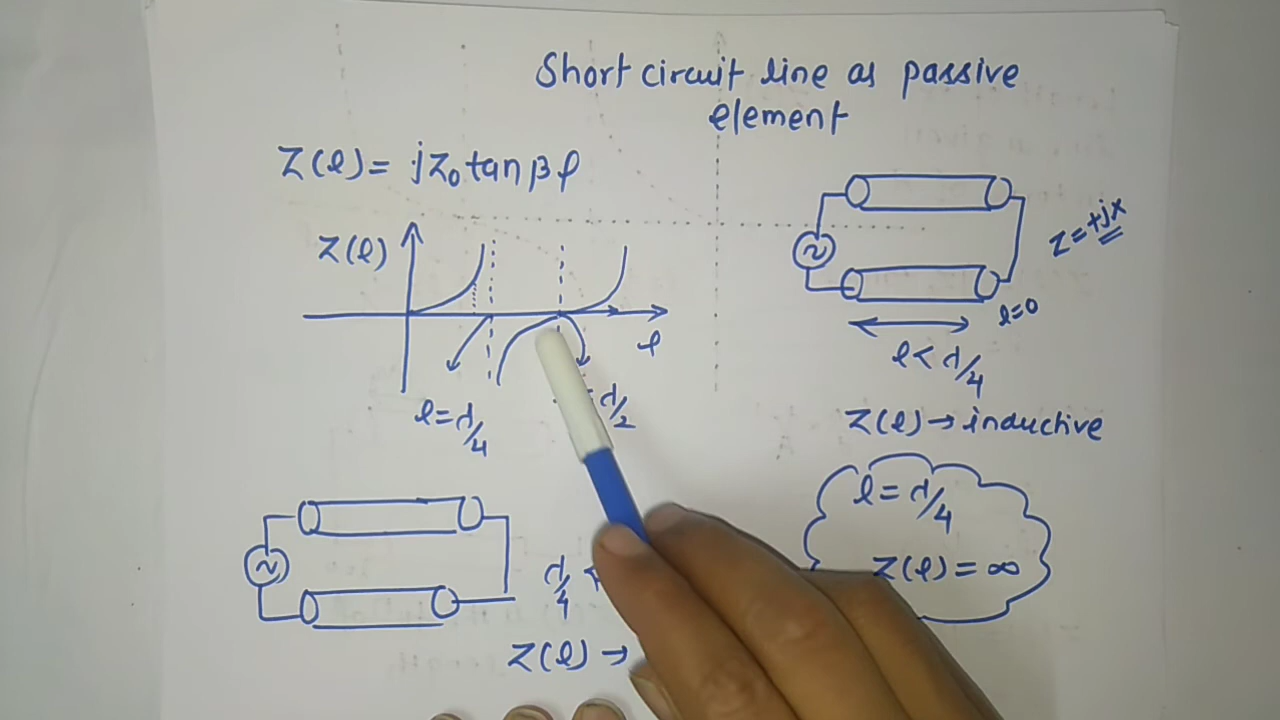 Short circuit line as passive
element
Z(l) = jZ₀ tan βl
Z(l)
l
l = λ/4
λ/2
Z = +jx
l=0
l < λ/4
Z(l) → inductive
l = λ/4
Z(l) = ∞
λ/4 <
Z(l) →